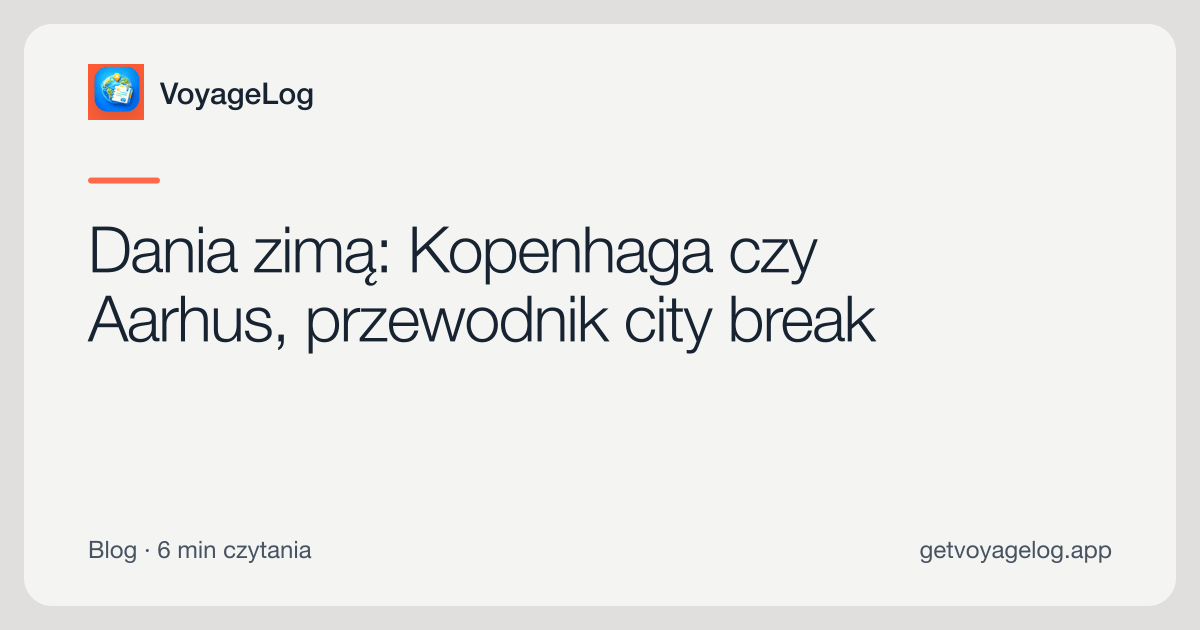 VoyageLog
Dania zimą: Kopenhaga czy
Aarhus, przewodnik city break
Blog · 6 min czytania
getvoyagelog.app